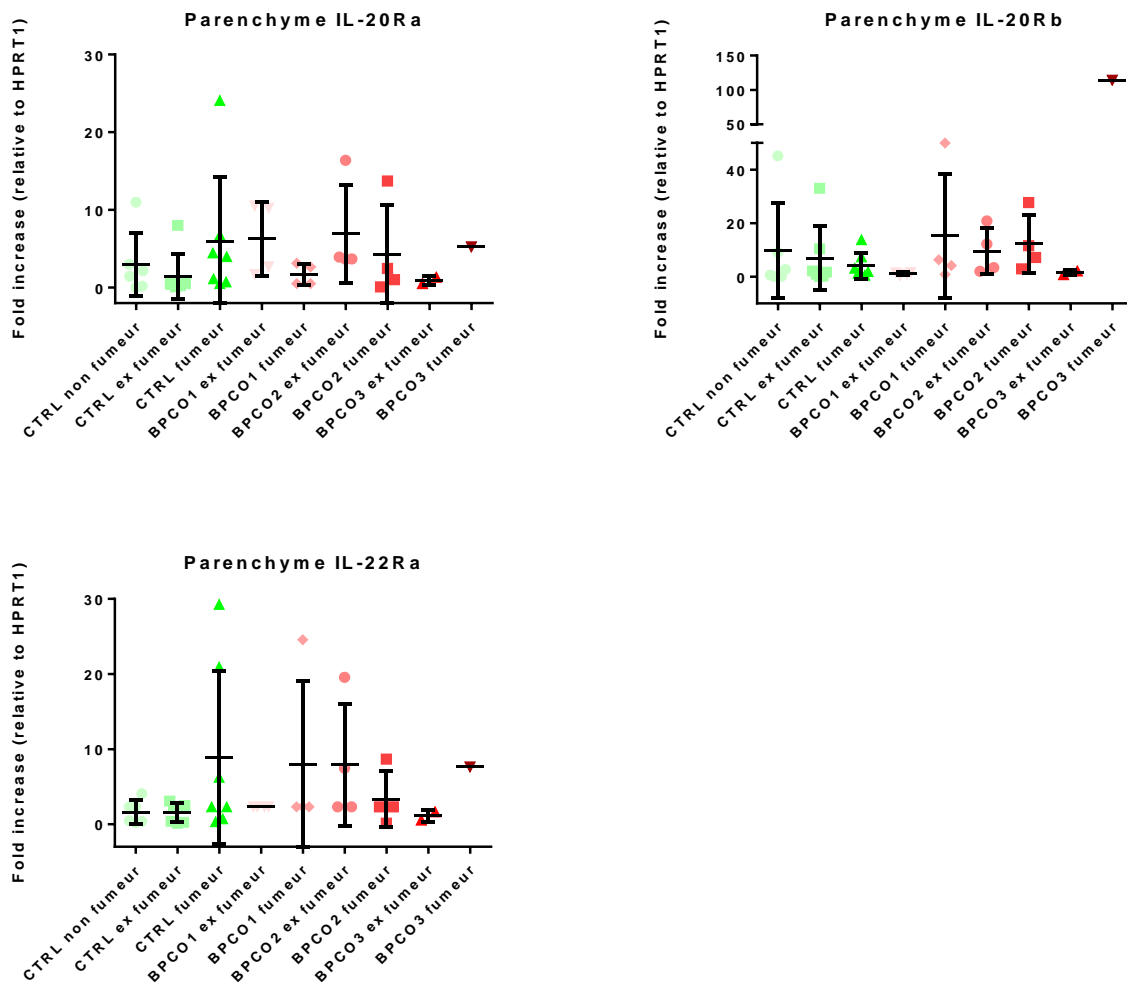 Parenchyme IL-20Ra
Fold increase (relative to HPRT1)
30
20
10
0
CTRL non fumeur
CTRL ex fumeur
CTRL fumeur
BPCO1 ex fumeur
BPCO1 fumeur
BPCO2 ex fumeur
BPCO2 fumeur
BPCO3 ex fumeur
BPCO3 fumeur
Parenchyme IL-20Rb
Fold increase (relative to HPRT1)
150
100
50
40
20
0
CTRL non fumeur
CTRL ex fumeur
CTRL fumeur
BPCO1 ex fumeur
BPCO1 fumeur
BPCO2 ex fumeur
BPCO2 fumeur
BPCO3 ex fumeur
BPCO3 fumeur
Parenchyme IL-22Ra
Fold increase (relative to HPRT1)
30
20
10
0
CTRL non fumeur
CTRL ex fumeur
CTRL fumeur
BPCO1 ex fumeur
BPCO1 fumeur
BPCO2 ex fumeur
BPCO2 fumeur
BPCO3 ex fumeur
BPCO3 fumeur